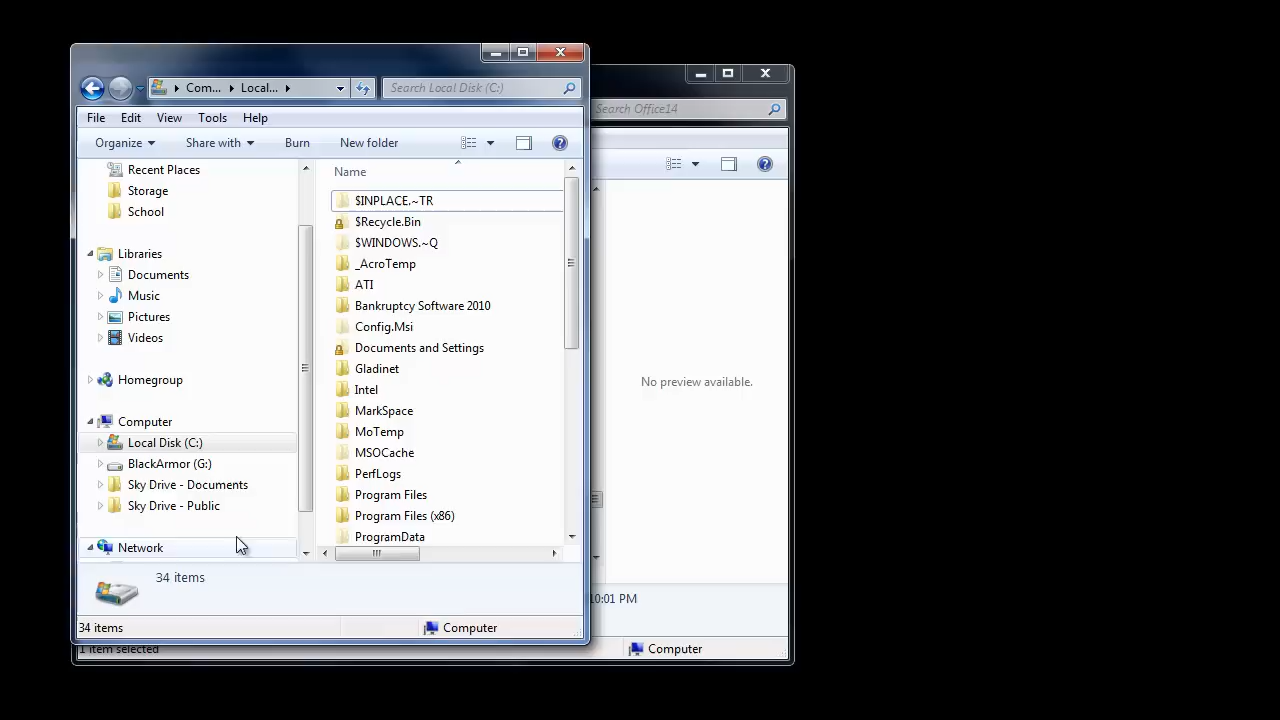 Com... Local... Search Local Disk (C:)
Search Office14
File Edit View Tools Help
Organize Share with Burn New folder
Recent Places
Storage
School
Libraries
Documents
Music
Pictures
Videos
Homegroup
Computer
Local Disk (C:)
BlackArmor (G:)
Sky Drive - Documents
Sky Drive - Public
Network
Name
$INPLACE.~TR
$Recycle.Bin
$WINDOWS.~Q
_AcroTemp
ATI
Bankruptcy Software 2010
Config.Msi
Documents and Settings
Gladinet
Intel
MarkSpace
MoTemp
MSOCache
PerfLogs
Program Files
Program Files (x86)
ProgramData
No preview available.
34 items
10:01 PM
34 items Computer
1 item selected Computer